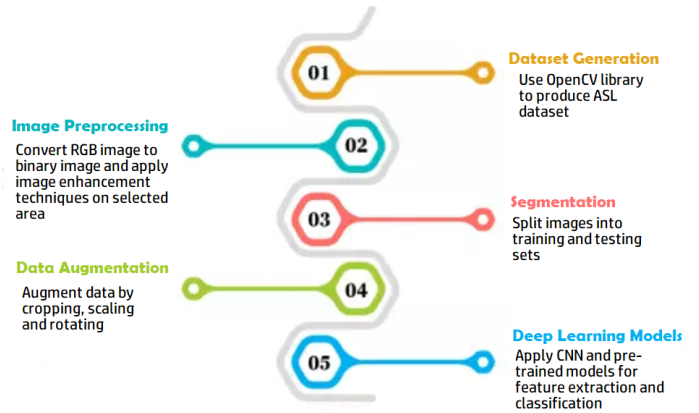 01
Dataset Generation
Use OpenCV library
to produce ASL
dataset
Image Preprocessing
Convert RGB image to
binary image and apply
image enhancement
techniques on selected
area
02
03
Segmentation
Split images into
training and testing
sets
Data Augmentation
Augment data by
cropping, scaling
and rotating
04
05
Deep Learning Models
Apply CNN and pre-
trained models for
feature extraction and
classification